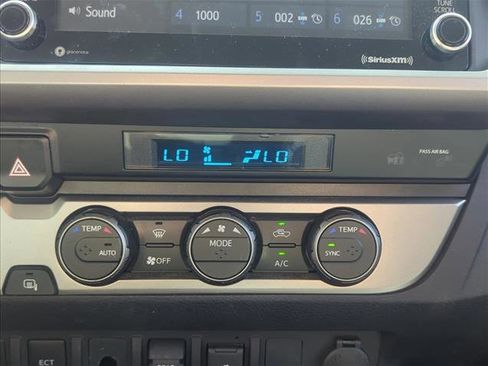 Sound 4 1000 5 002 6 026
TUNE
SCROLL
gracenote
SiriusXM
LO LO
PASS AIR BAG
TEMP MODE TEMP
AUTO OFF A/C SYNC
ECT